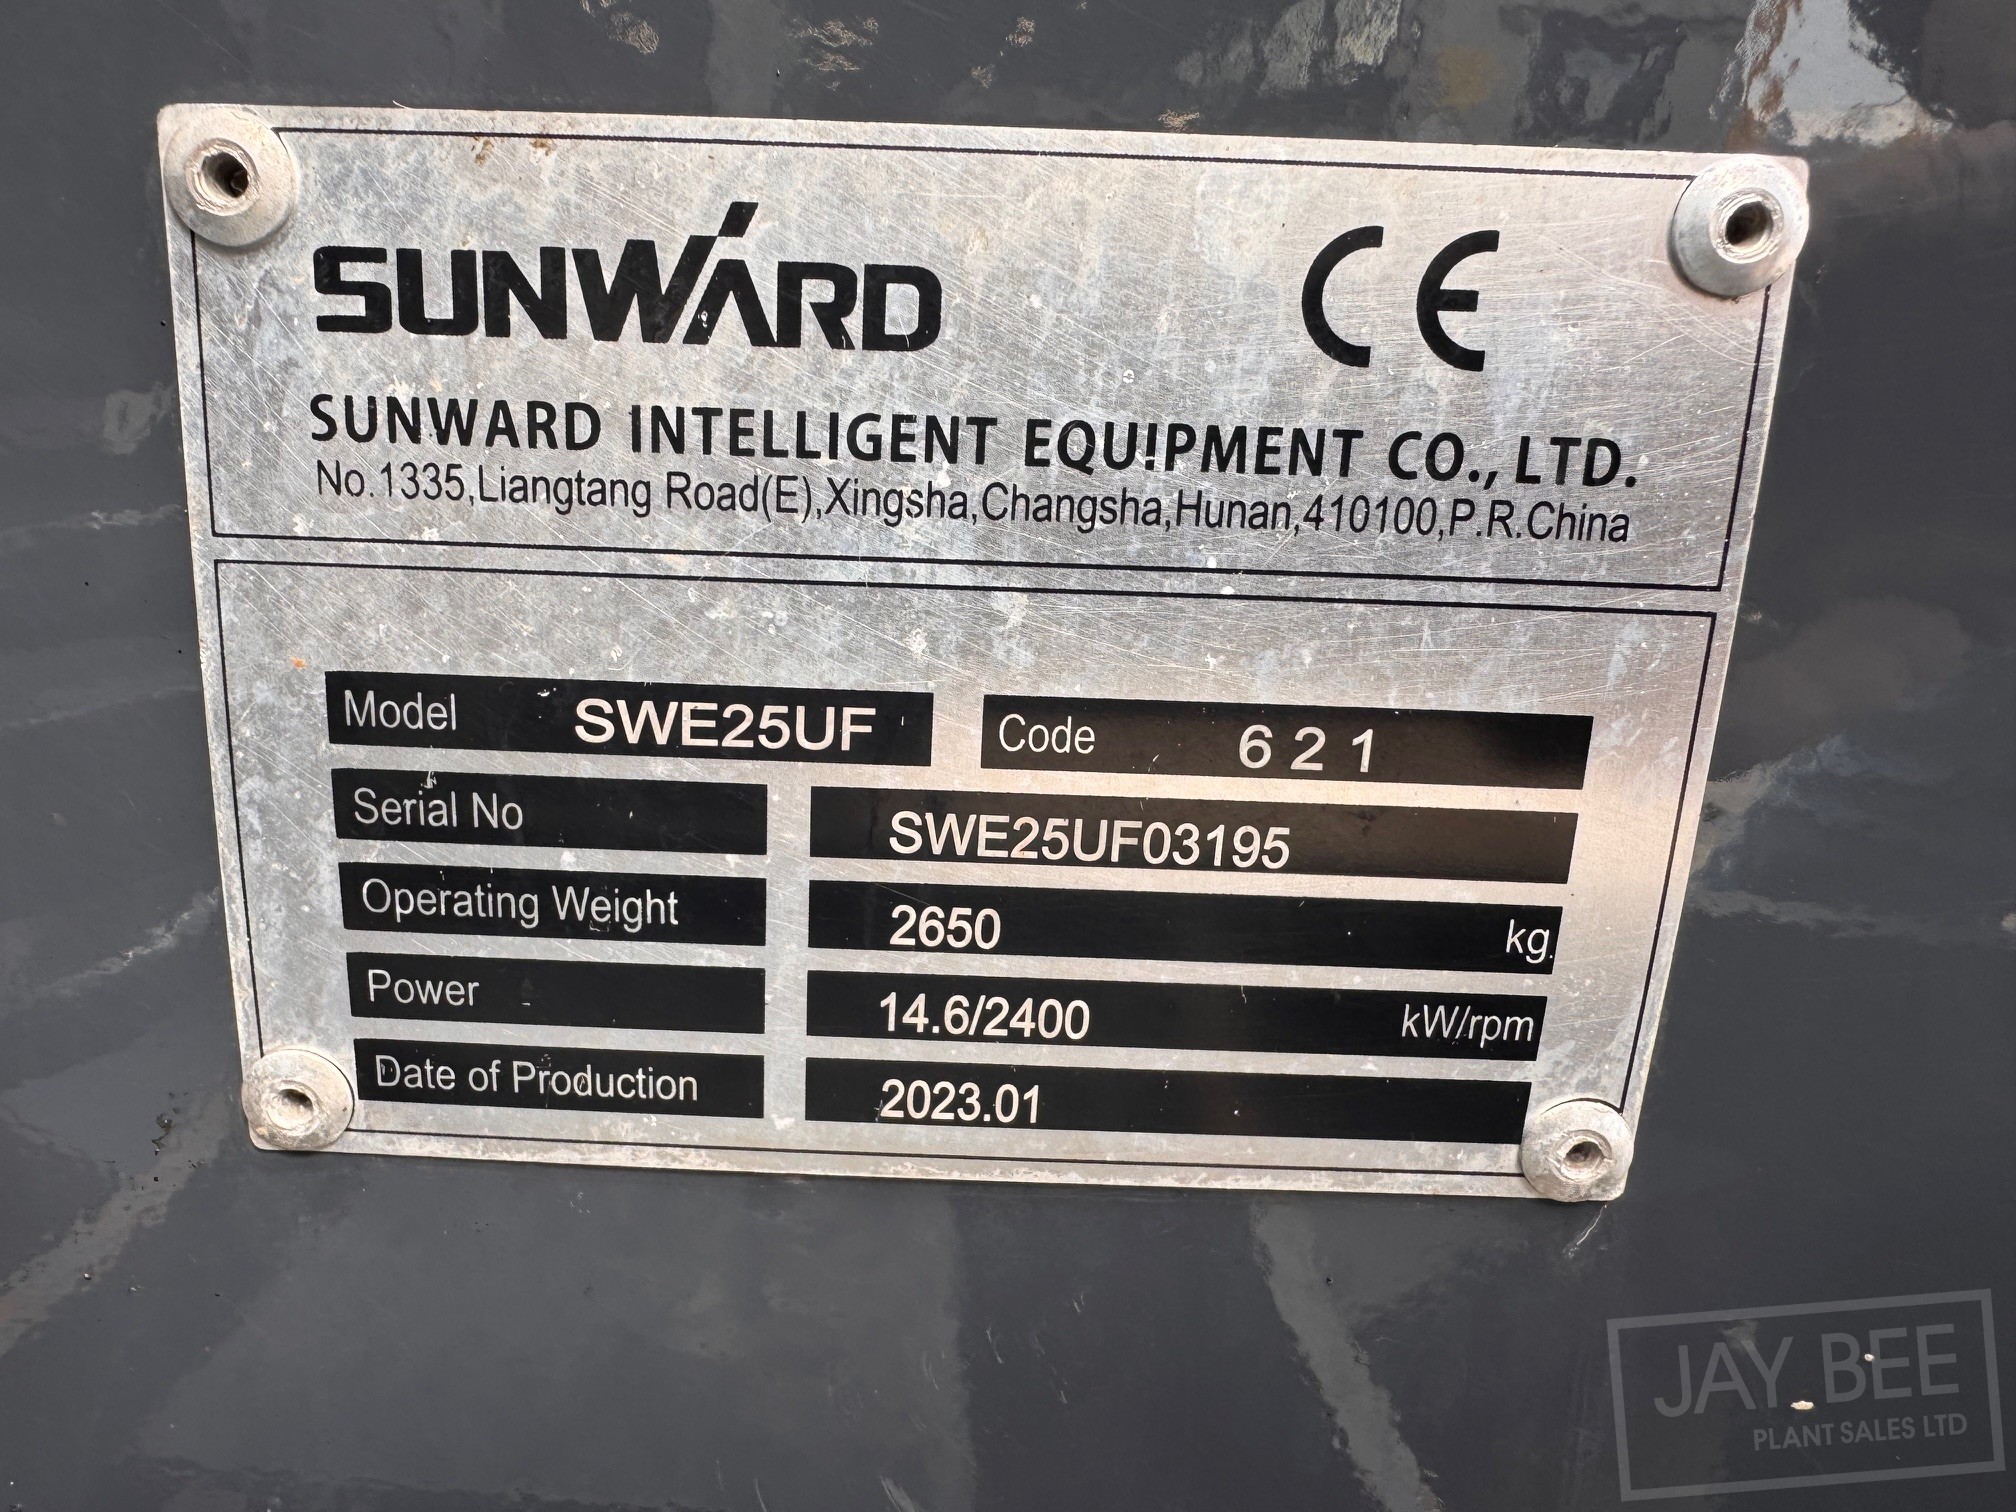 SUNWARD CE
SUNWARD INTELLIGENT EQUIPMENT CO., LTD.
No.1335,Liangtang Road(E),Xingsha,Changsha,Hunan,410100,P.R.China
Model SWE25UF Code 621
Serial No SWE25UF03195
Operating Weight 2650 kg
Power 14.6/2400 kW/rpm
Date of Production 2023.01
JAY BEE
PLANT SALES LTD